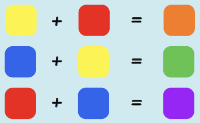 + =
+ =
+ =